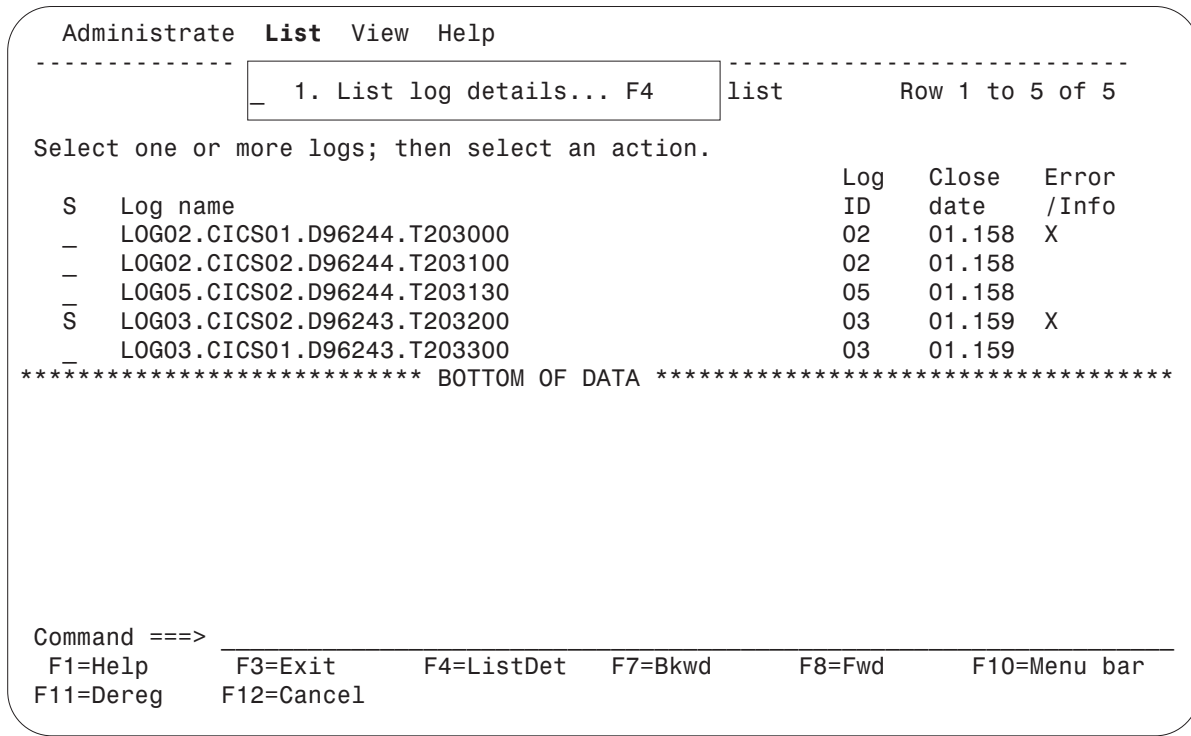 Administrate  List  View  Help
-------------- ----------------------------
_ 1. List log details... F4 list Row 1 to 5 of 5
Select one or more logs; then select an action.
Log Close Error
S Log name ID date /Info
_ LOG02.CICS01.D96244.T203000 02 01.158 X
_ LOG02.CICS01.D96244.T203100 02 01.158
_ LOG05.CICS02.D96244.T203130 05 01.158
S LOG03.CICS02.D96243.T203200 03 01.159 X
_ LOG03.CICS01.D96243.T203300 03 01.159
**************************** BOTTOM OF DATA ************************************
Command ===> __________________________________________________________________
F1=Help F3=Exit F4=ListDet F7=Bkwd F8=Fwd F10=Menu bar
F11=Dereg F12=Cancel